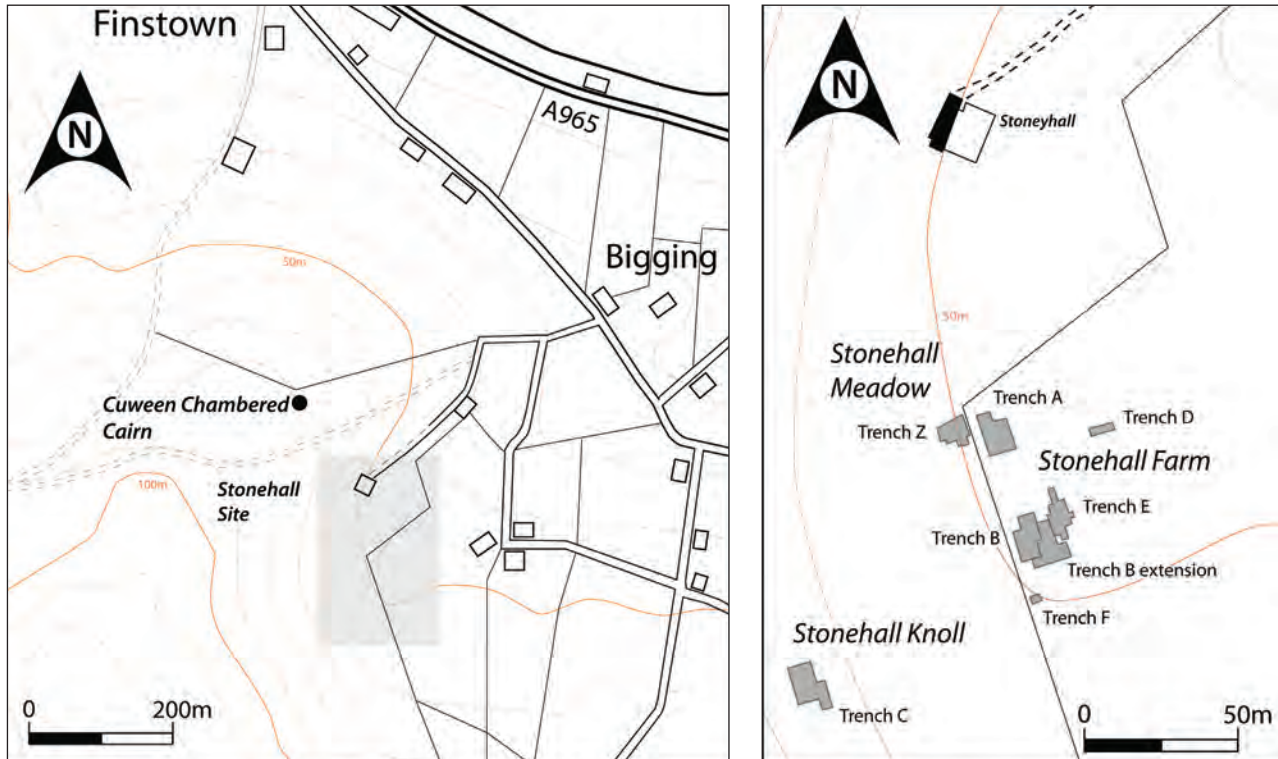 Finstown
N
A965
Bigging
50m
Cuween Chambered
Cairn
100m
Stonehall
Site
0
200m
N
Stoneyhall
50m
Stonehall
Meadow
Trench A
Trench Z
Trench D
Stonehall Farm
Trench E
Trench B
Trench B extension
Trench F
Stonehall Knoll
Trench C
0
50m